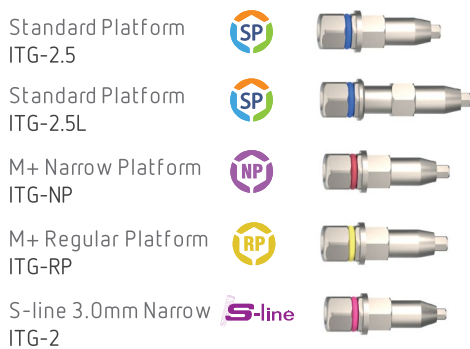 Standard Platform
ITG-2.5
SP
Standard Platform
ITG-2.5L
SP
M+ Narrow Platform
ITG-NP
NP
M+ Regular Platform
ITG-RP
RP
S-line 3.0mm Narrow
ITG-2
S-line